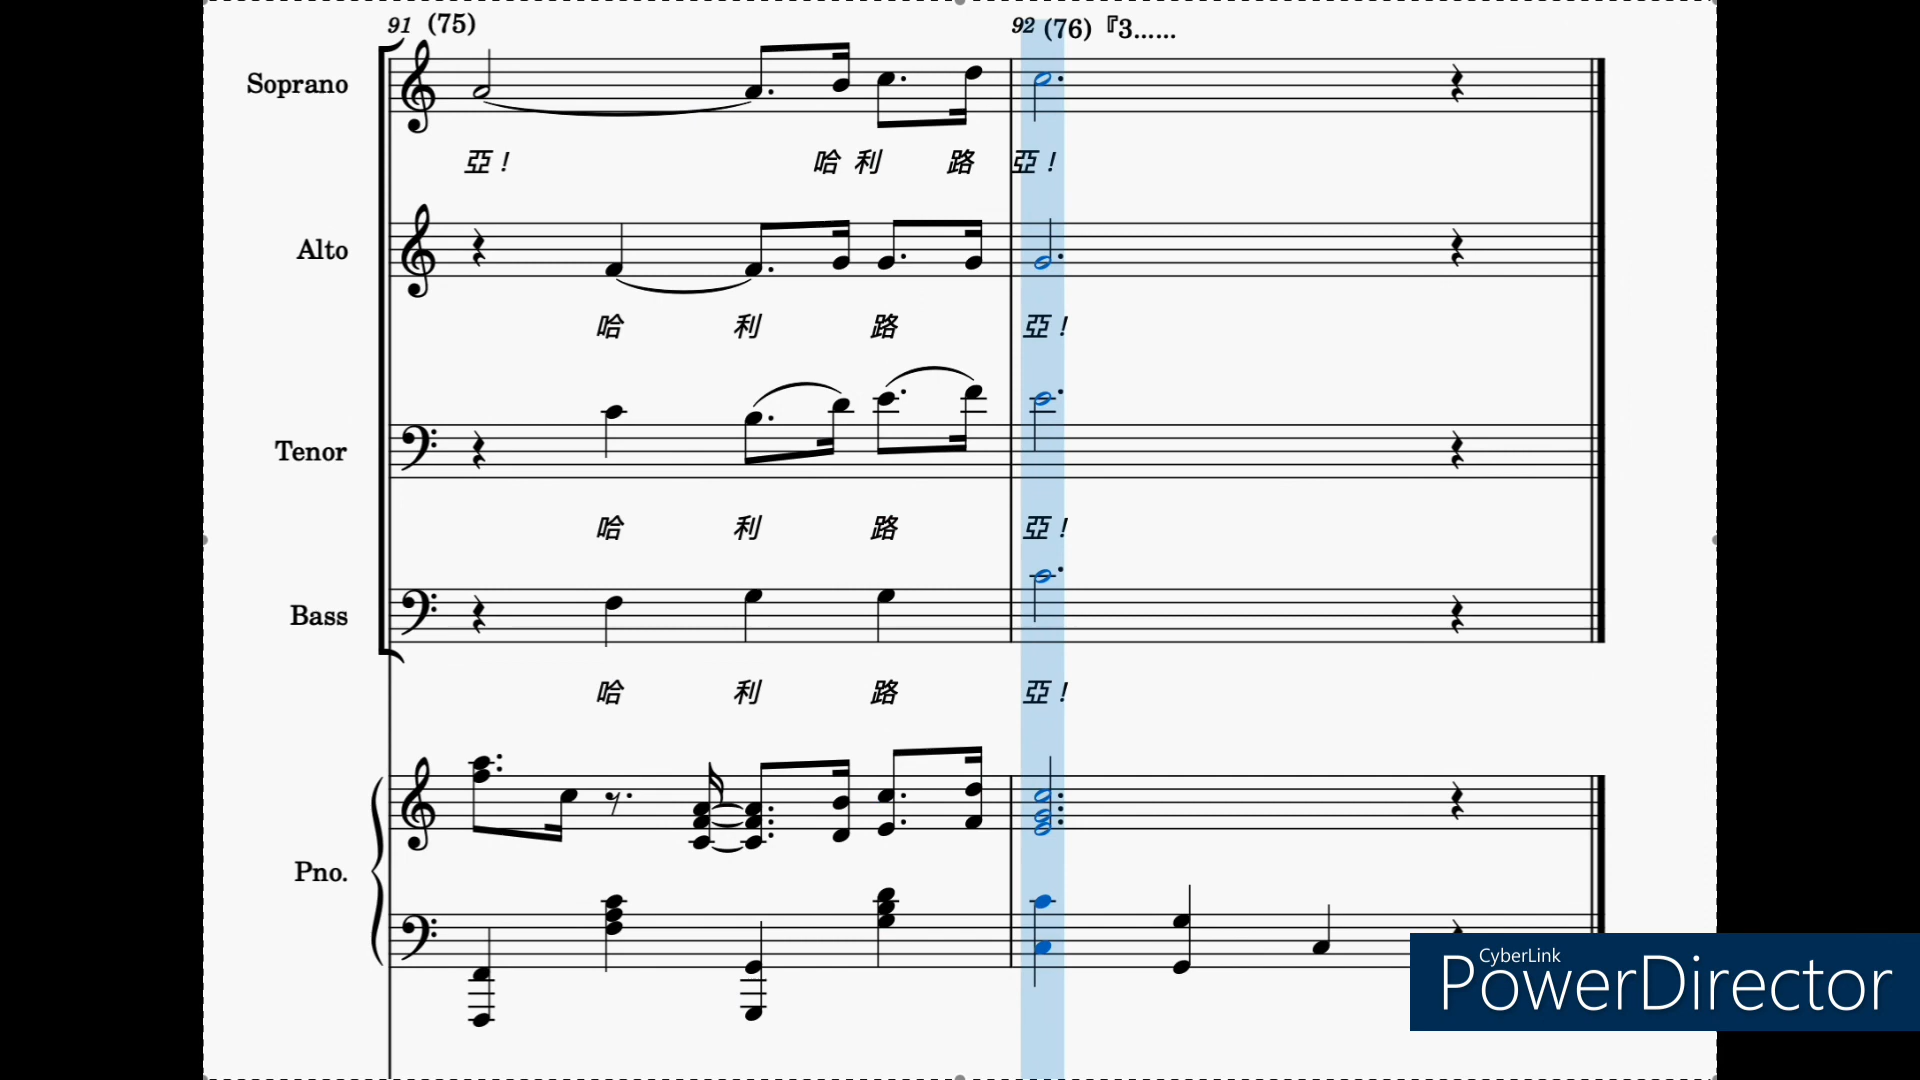 91 (75)
92 (76)『3......
Soprano
亞！ 哈 利 路 亞！
Alto
哈 利 路 亞！
Tenor
哈 利 路 亞！
Bass
哈 利 路 亞！
Pno.
CyberLink
PowerDirector